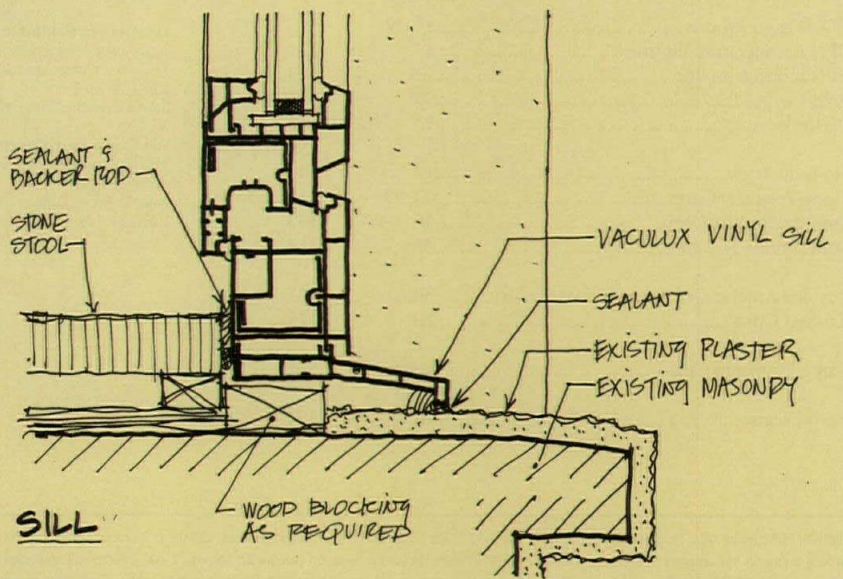 SEALANT &
BACKER ROD
STONE
STOOL
VACULUX VINYL SILL
SEALANT
EXISTING PLASTER
EXISTING MASONRY
WOOD BLOCKING
AS REQUIRED
SILL